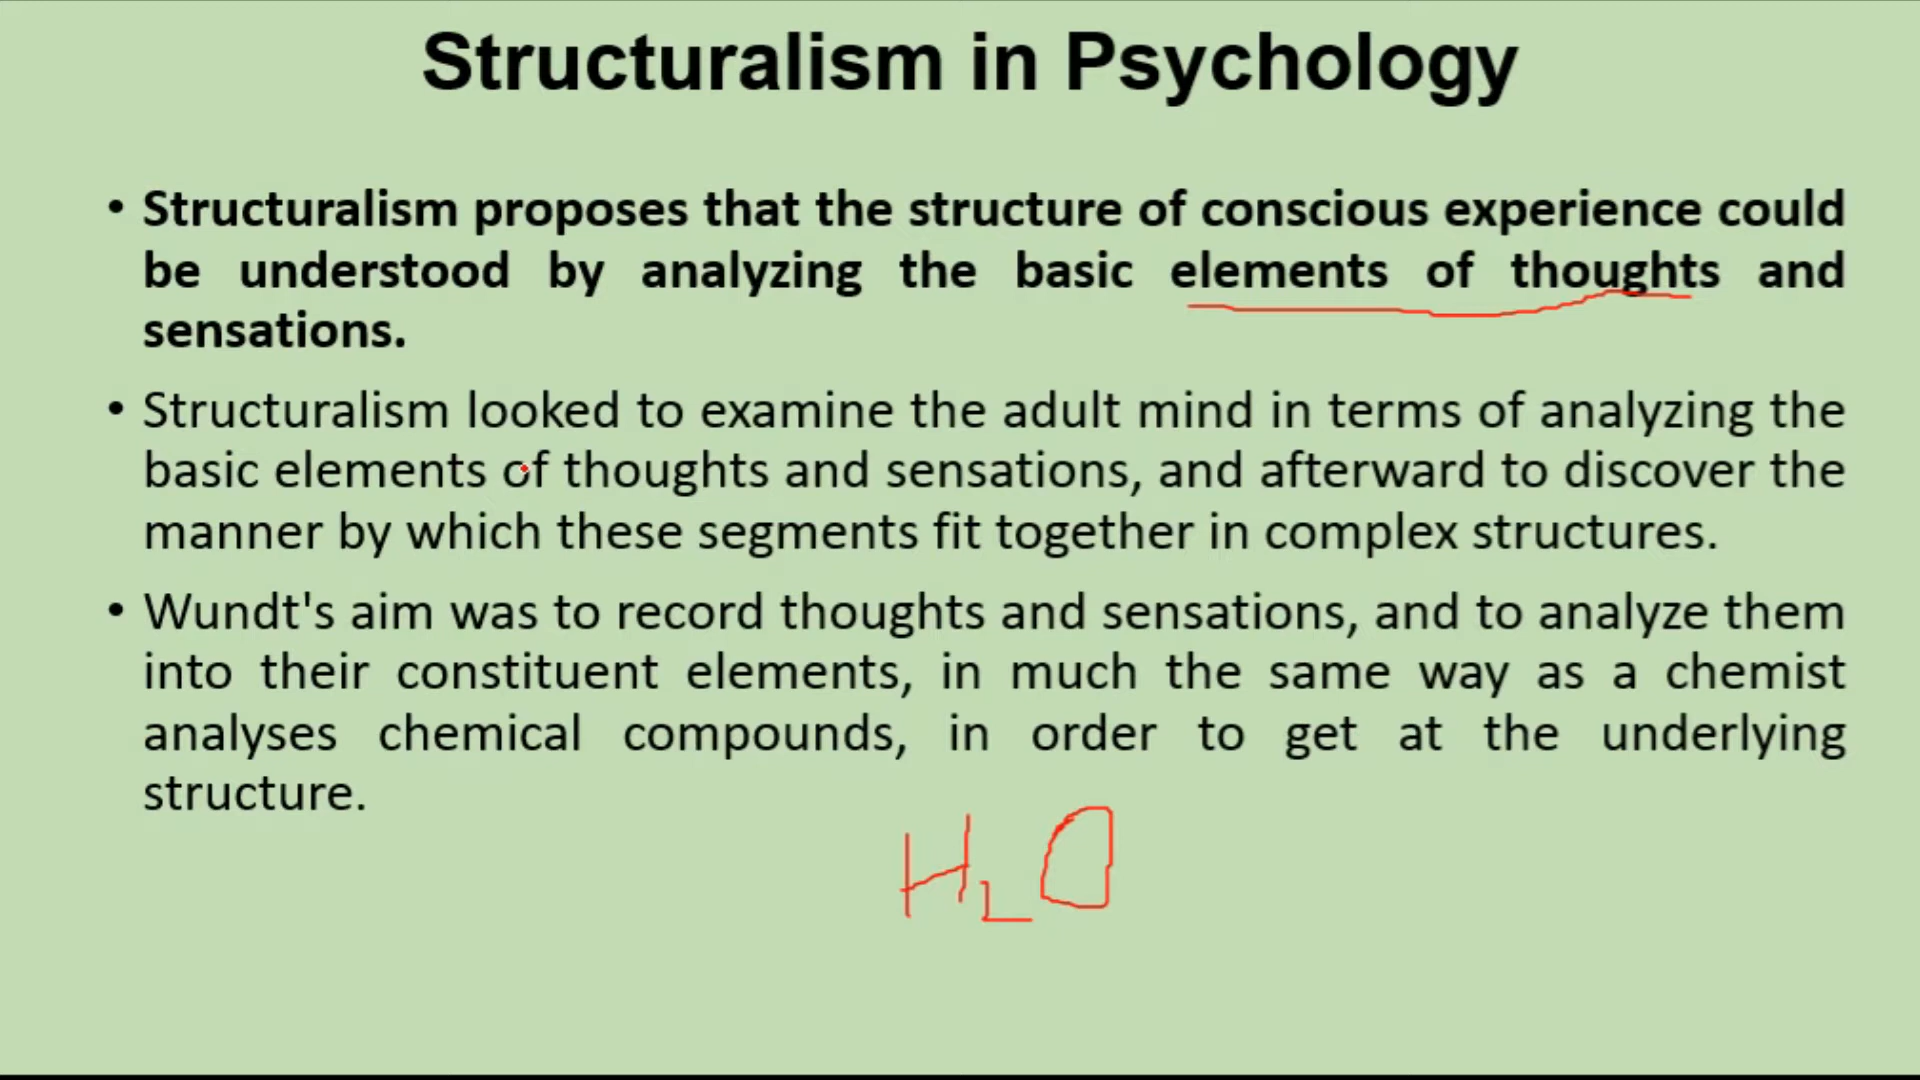 Structuralism in Psychology
• Structuralism proposes that the structure of conscious experience could
be understood by analyzing the basic elements of thoughts and
sensations.
• Structuralism looked to examine the adult mind in terms of analyzing the
basic elements of thoughts and sensations, and afterward to discover the
manner by which these segments fit together in complex structures.
• Wundt's aim was to record thoughts and sensations, and to analyze them
into their constituent elements, in much the same way as a chemist
analyses chemical compounds, in order to get at the underlying
structure.
H2O